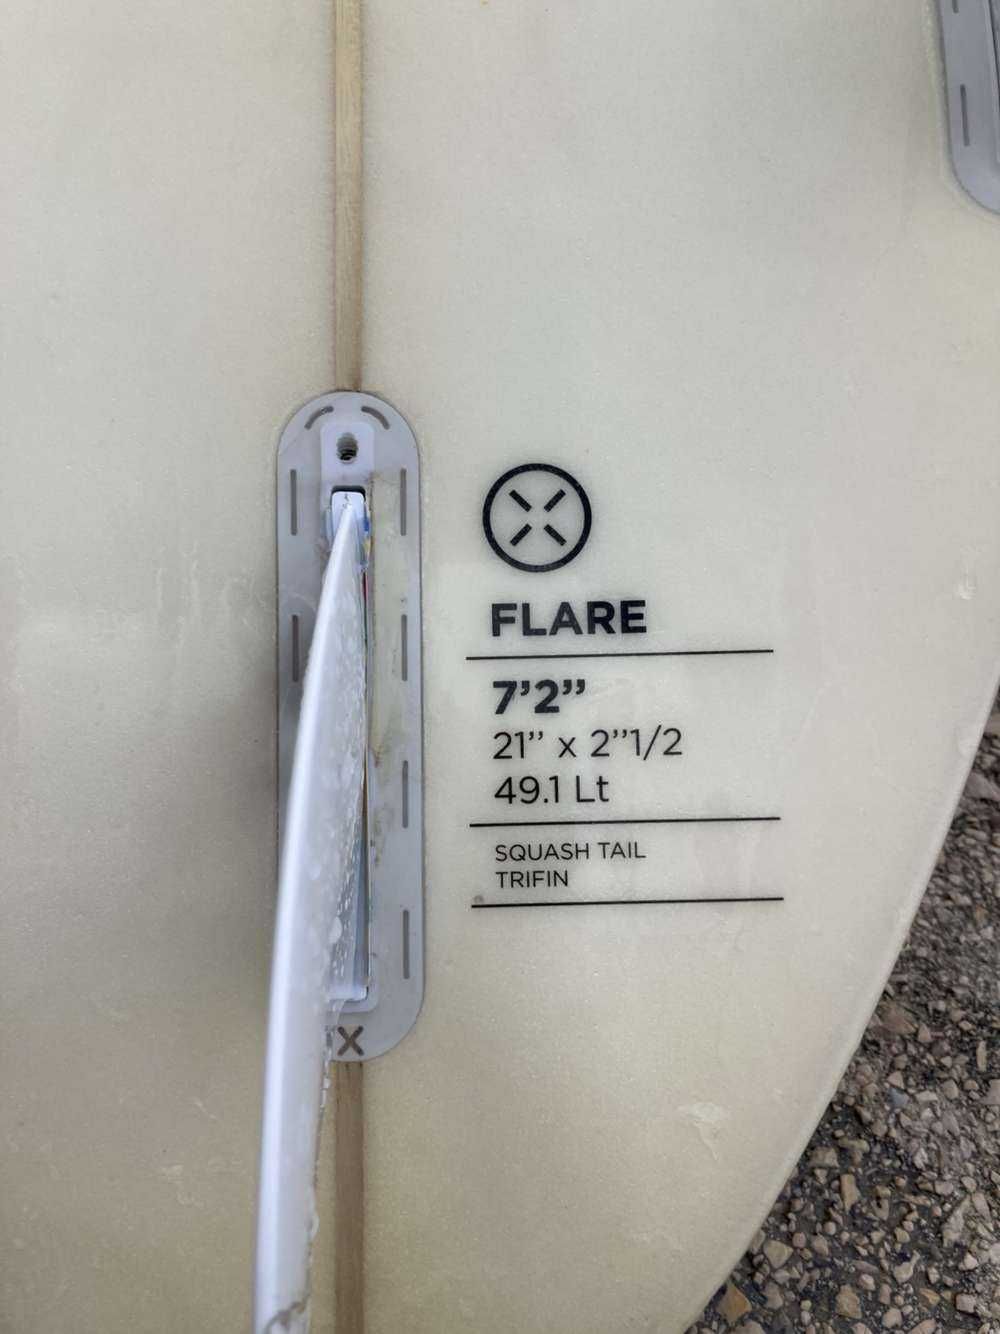 FLARE
7’2’’
21’’ x 2’’1/2
49.1 Lt
SQUASH TAIL
TRIFIN
X